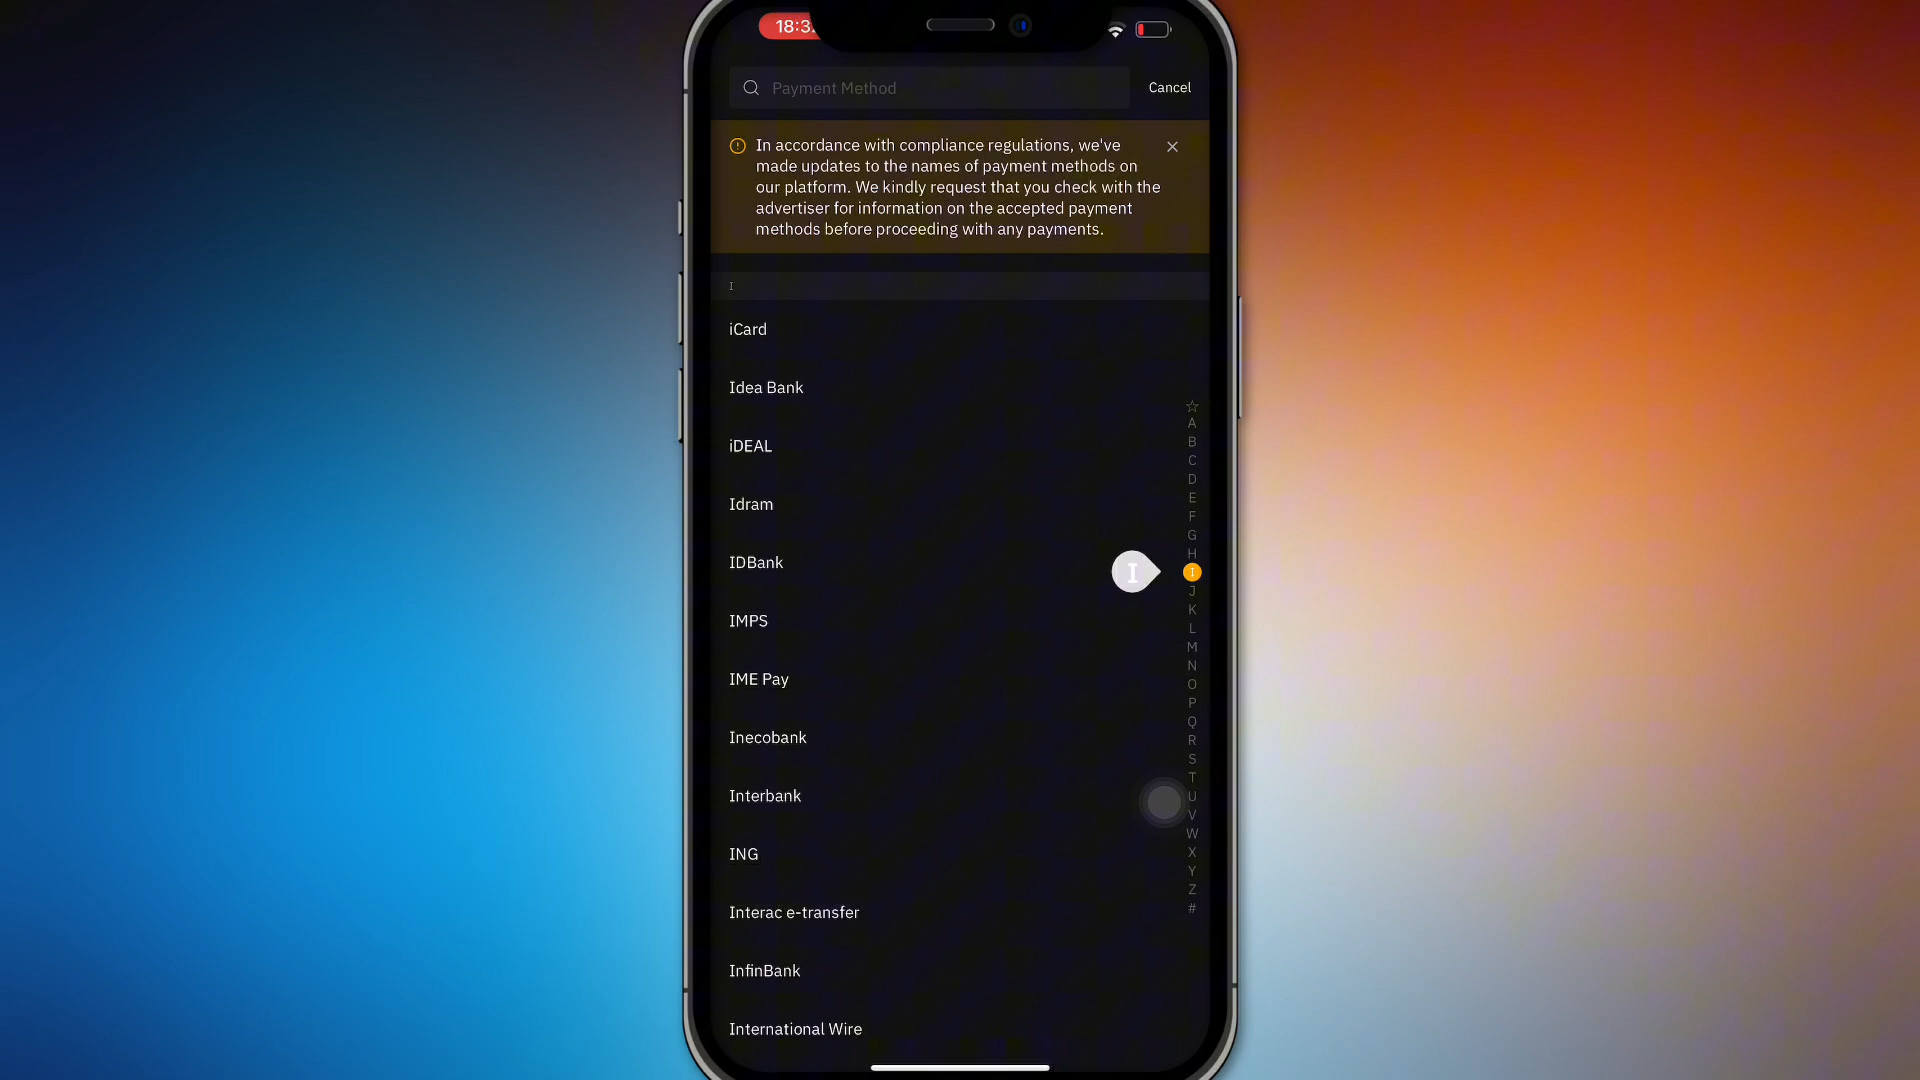 Payment Method
Cancel
In accordance with compliance regulations, we've
made updates to the names of payment methods on
our platform. We kindly request that you check with the
advertiser for information on the accepted payment
methods before proceeding with any payments.
I
iCard
Idea Bank
iDEAL
Idram
IDBank
IMPS
IME Pay
Inecobank
Interbank
ING
Interac e-transfer
InfinBank
International Wire
I
A
B
C
D
E
F
G
H
I
J
K
L
M
N
O
P
Q
R
S
T
U
V
W
X
Y
Z
#